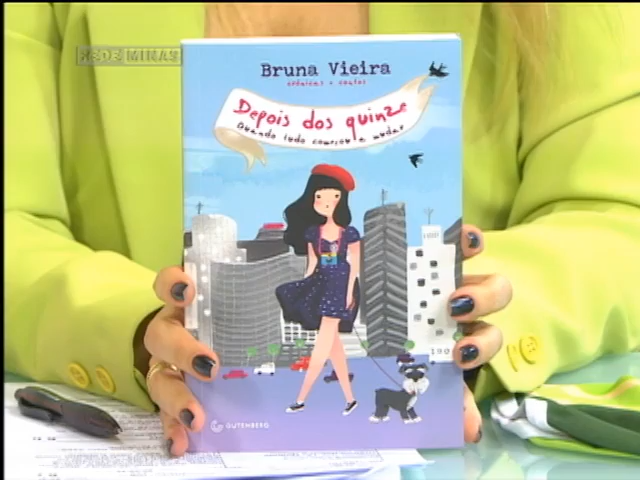 REDE MINAS
Bruna Vieira
crônicas e contos
Depois dos quinze
Quando tudo começou a mudar
GUTENBERG